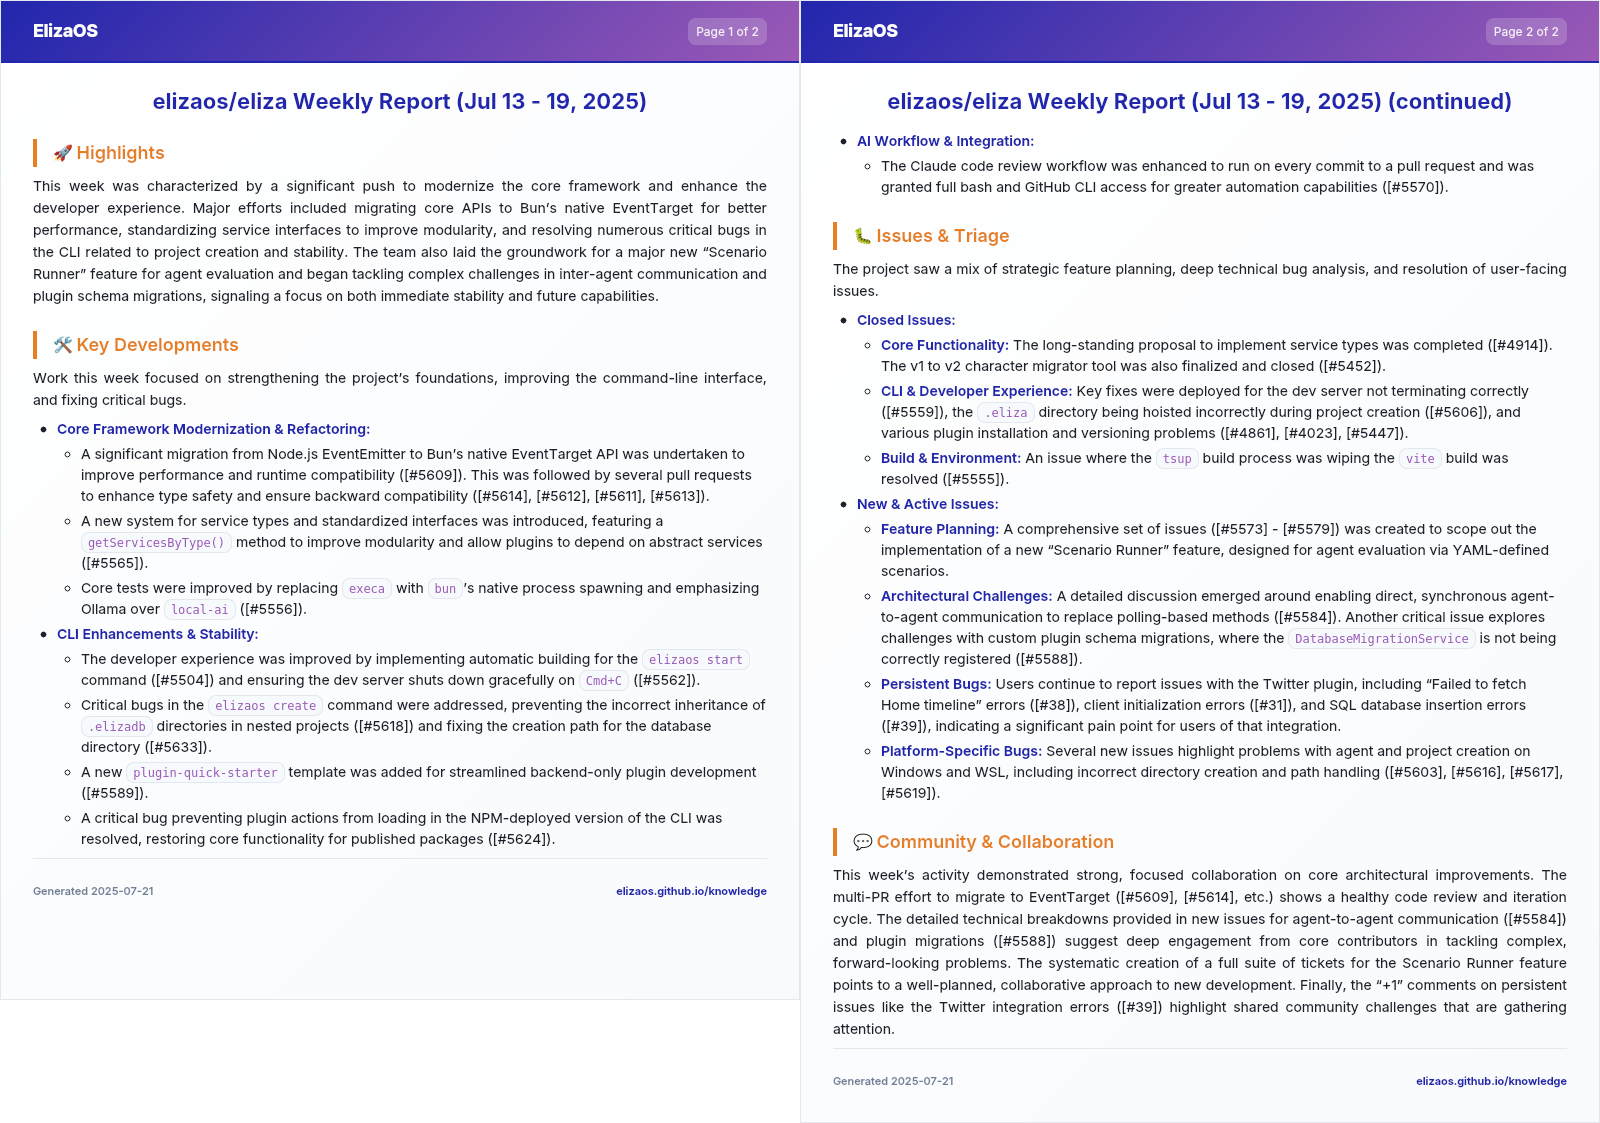 ElizaOS
Page 1 of 2
elizaos/eliza Weekly Report (Jul 13 - 19, 2025)
🚀 Highlights
This week was characterized by a significant push to modernize the core framework and enhance the
developer experience. Major efforts included migrating core APIs to Bun's native EventTarget for better
performance, standardizing service interfaces to improve modularity, and resolving numerous critical bugs in
the CLI related to project creation and stability. The team also laid the groundwork for a major new “Scenario
Runner” feature for agent evaluation and began tackling complex challenges in inter-agent communication and
plugin schema migrations, signaling a focus on both immediate stability and future capabilities.
🛠️ Key Developments
Work this week focused on strengthening the project's foundations, improving the command-line interface,
and fixing critical bugs.
• Core Framework Modernization & Refactoring:
◦ A significant migration from Node.js EventEmitter to Bun's native EventTarget API was undertaken to
improve performance and runtime compatibility ([#5609]). This was followed by several pull requests
to enhance type safety and ensure backward compatibility ([#5614], [#5612], [#5611], [#5613]).
◦ A new system for service types and standardized interfaces was introduced, featuring a
getServicesByType() method to improve modularity and allow plugins to depend on abstract services
([#5565]).
◦ Core tests were improved by replacing execa with bun's native process spawning and emphasizing
Ollama over local-ai ([#5556]).
• CLI Enhancements & Stability:
◦ The developer experience was improved by implementing automatic building for the elizaos start
command ([#5504]) and ensuring the dev server shuts down gracefully on Cmd+C ([#5562]).
◦ Critical bugs in the elizaos create command were addressed, preventing the incorrect inheritance of
.elizadb directories in nested projects ([#5618]) and fixing the creation path for the database
directory ([#5633]).
◦ A new plugin-quick-starter template was added for streamlined backend-only plugin development
([#5589]).
◦ A critical bug preventing plugin actions from loading in the NPM-deployed version of the CLI was
resolved, restoring core functionality for published packages ([#5624]).
Generated 2025-07-21
elizaos.github.io/knowledge
ElizaOS
Page 2 of 2
elizaos/eliza Weekly Report (Jul 13 - 19, 2025) (continued)
• AI Workflow & Integration:
◦ The Claude code review workflow was enhanced to run on every commit to a pull request and was
granted full bash and GitHub CLI access for greater automation capabilities ([#5570]).
🐛 Issues & Triage
The project saw a mix of strategic feature planning, deep technical bug analysis, and resolution of user-facing
issues.
• Closed Issues:
◦ Core Functionality: The long-standing proposal to implement service types was completed ([#4914]).
The v1 to v2 character migrator tool was also finalized and closed ([#5452]).
◦ CLI & Developer Experience: Key fixes were deployed for the dev server not terminating correctly
([#5559]), the .eliza directory being hoisted incorrectly during project creation ([#5606]), and
various plugin installation and versioning problems ([#4861], [#4023], [#5447]).
◦ Build & Environment: An issue where the tsup build process was wiping the vite build was
resolved ([#5555]).
• New & Active Issues:
◦ Feature Planning: A comprehensive set of issues ([#5573] - [#5579]) was created to scope out the
implementation of a new “Scenario Runner” feature, designed for agent evaluation via YAML-defined
scenarios.
◦ Architectural Challenges: A detailed discussion emerged around enabling direct, synchronous agent-
to-agent communication to replace polling-based methods ([#5584]). Another critical issue explores
challenges with custom plugin schema migrations, where the DatabaseMigrationService is not being
correctly registered ([#5588]).
◦ Persistent Bugs: Users continue to report issues with the Twitter plugin, including “Failed to fetch
Home timeline” errors ([#38]), client initialization errors ([#31]), and SQL database insertion errors
([#39]), indicating a significant pain point for users of that integration.
◦ Platform-Specific Bugs: Several new issues highlight problems with agent and project creation on
Windows and WSL, including incorrect directory creation and path handling ([#5603], [#5616], [#5617],
[#5619]).
💬 Community & Collaboration
This week's activity demonstrated strong, focused collaboration on core architectural improvements. The
multi-PR effort to migrate to EventTarget ([#5609], [#5614], etc.) shows a healthy code review and iteration
cycle. The detailed technical breakdowns provided in new issues for agent-to-agent communication ([#5584])
and plugin migrations ([#5588]) suggest deep engagement from core contributors in tackling complex,
forward-looking problems. The systematic creation of a full suite of tickets for the Scenario Runner feature
points to a well-planned, collaborative approach to new development. Finally, the “+1” comments on persistent
issues like the Twitter integration errors ([#39]) highlight shared community challenges that are gathering
attention.
Generated 2025-07-21
elizaos.github.io/knowledge